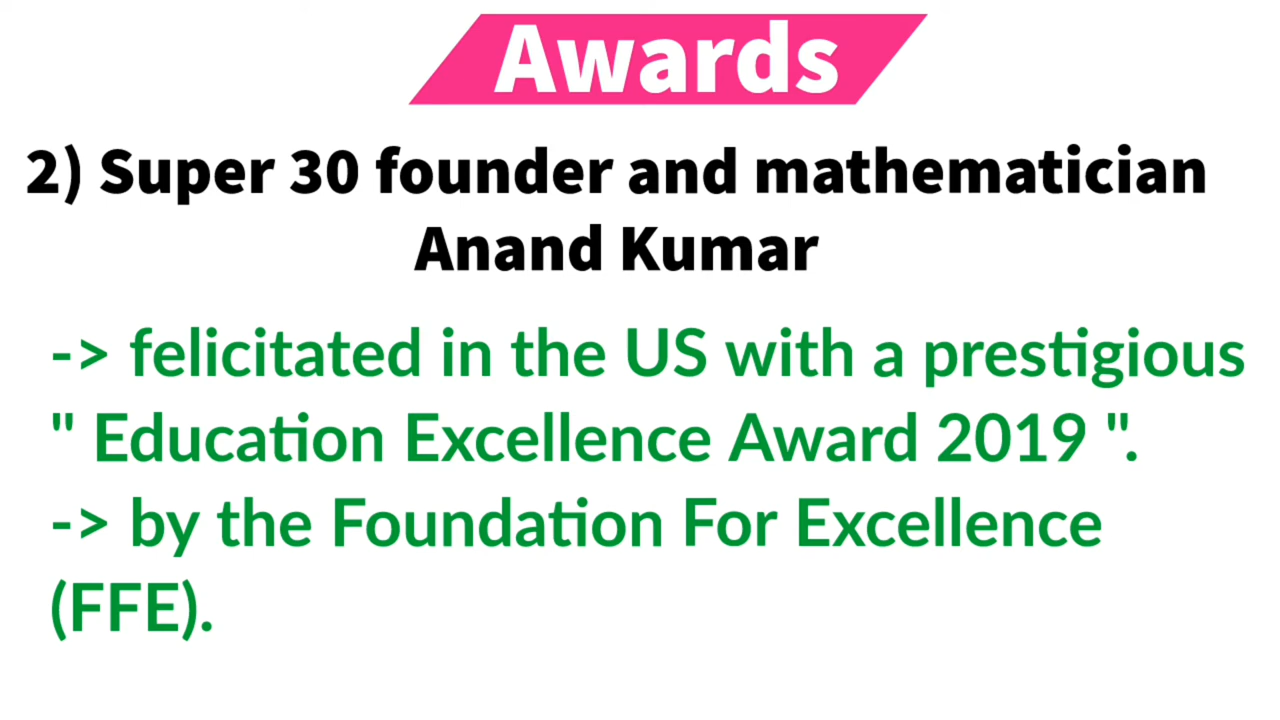 Awards
2) Super 30 founder and mathematician
Anand Kumar
-> felicitated in the US with a prestigious
" Education Excellence Award 2019 ".
-> by the Foundation For Excellence
(FFE).